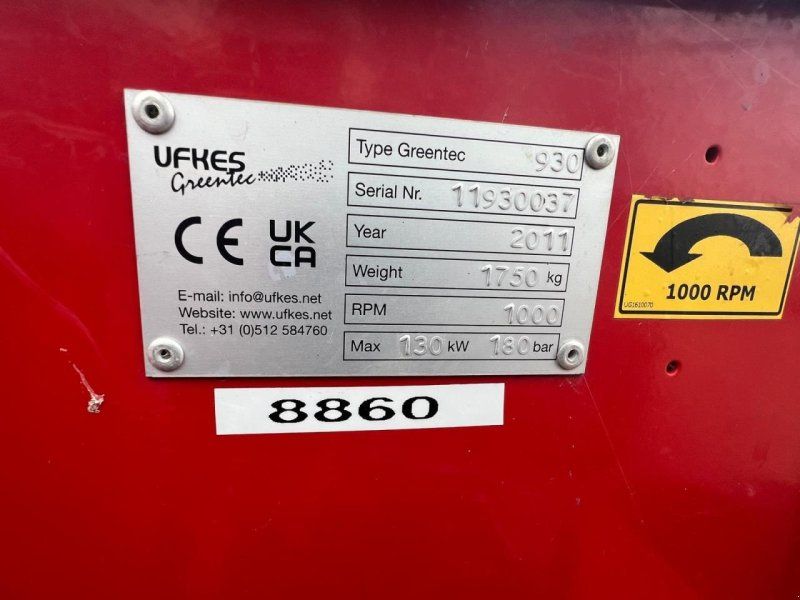 UFKES
Greentec
CE UK CA
E-mail: info@ufkes.net
Website: www.ufkes.net
Tel.: +31 (0)512 584760
Type Greentec 930
Serial Nr. 11930037
Year 2011
Weight 1750 kg
RPM 1000
Max 130 kW 180 bar
8860
1000 RPM
UG1610070